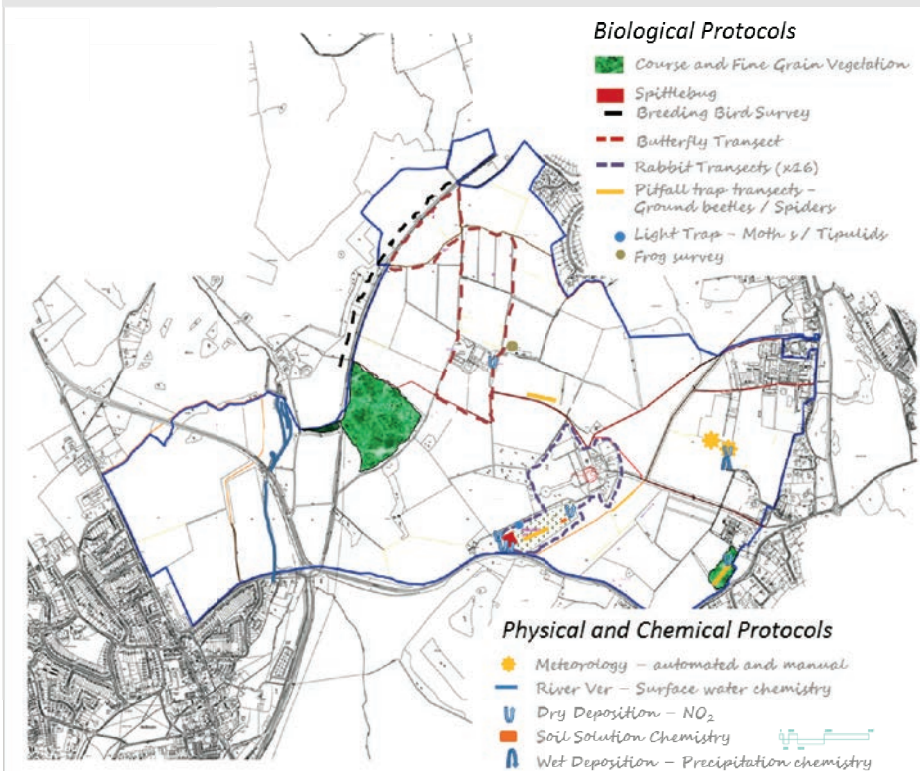 Biological Protocols
Course and Fine Grain Vegetation
Spittlebug
Breeding Bird Survey
Butterfly Transect
Rabbit Transects (x16)
Pitfall trap transects –
Ground beetles / Spiders
Light Trap – Moth s / Tipulids
Frog survey
Physical and Chemical Protocols
Meteorology – automated and manual
River Ver – Surface water chemistry
Dry Deposition – NO₂
Soil Solution Chemistry
Wet Deposition – Precipitation chemistry